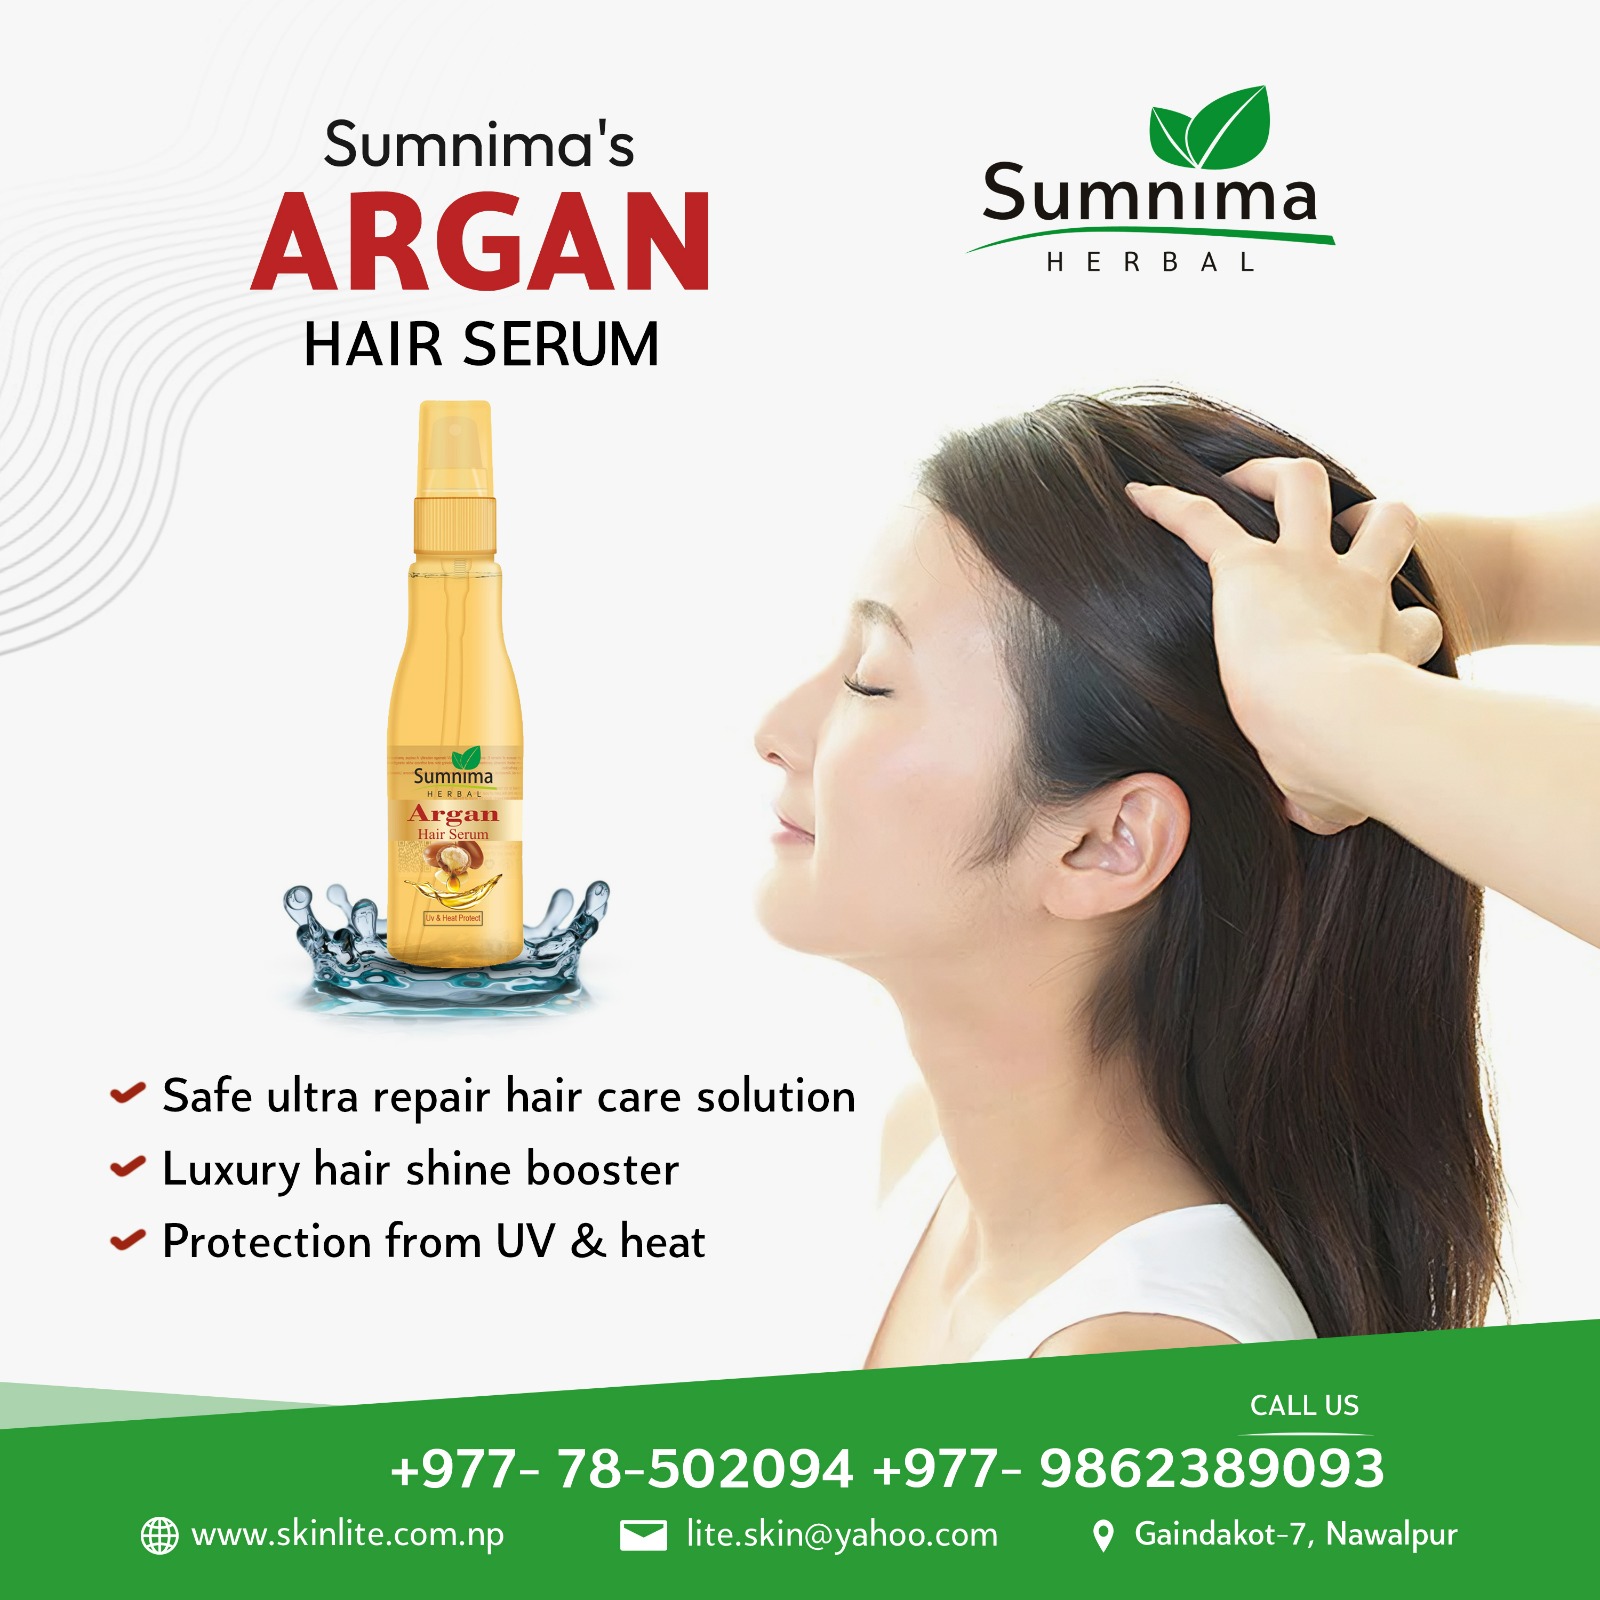 Sumnima's
ARGAN
HAIR SERUM
Sumnima
HERBAL
Sumnima
HERBAL
Argan
Hair Serum
Uv & Heat Protect
Safe ultra repair hair care solution
Luxury hair shine booster
Protection from UV & heat
CALL US
+977- 78-502094 +977- 9862389093
www.skinlite.com.np
lite.skin@yahoo.com
Gaindakot-7, Nawalpur